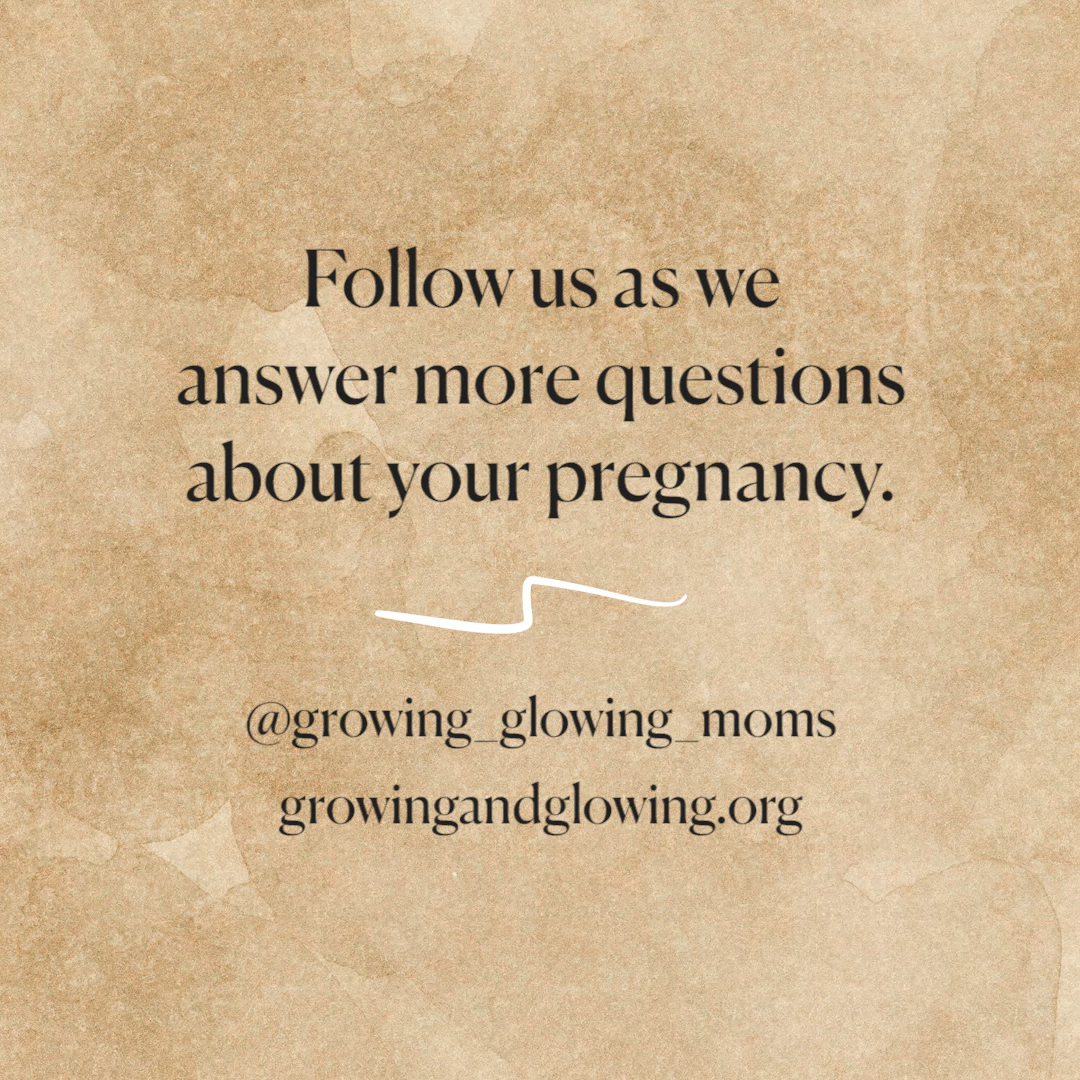 Follow us as we
answer more questions
about your pregnancy.
@growing_glowing_moms
growingandglowing.org